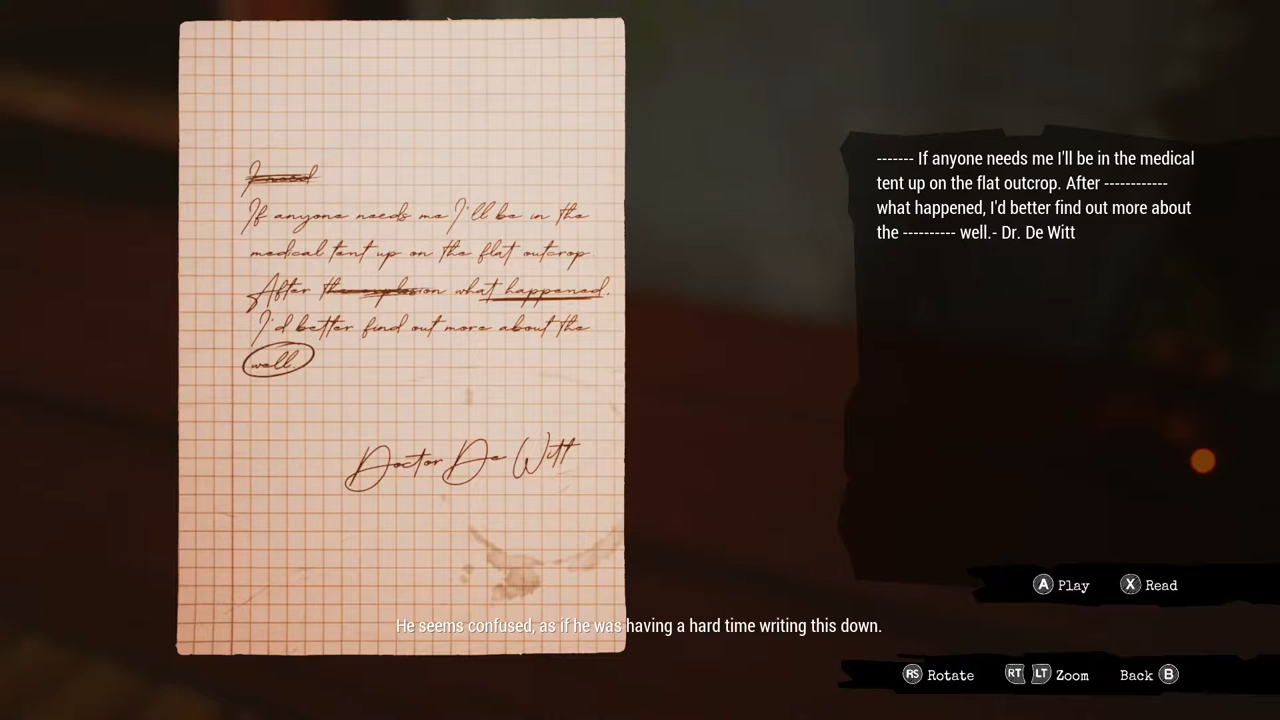 If anyone needs me I'll be in the
medical tent up on the flat outcrop.
After the explosion what happened.
I'd better find out more about the
well.
Doctor De Witt
------- If anyone needs me I'll be in the medical
tent up on the flat outcrop. After ------------
what happened, I'd better find out more about
the ---------- well.- Dr. De Witt
A Play
X Read
He seems confused, as if he was having a hard time writing this down.
RS Rotate
RT LT Zoom
Back B